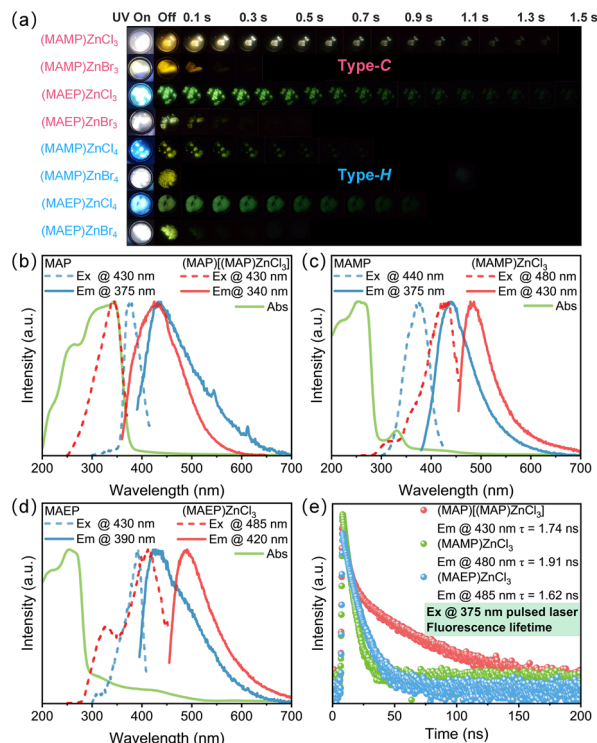 (a) UV On Off 0.1 s 0.3 s 0.5 s 0.7 s 0.9 s 1.1 s 1.3 s 1.5 s
(MAMP)ZnCl₃
(MAMP)ZnBr₃ Type-C
(MAEP)ZnCl₃
(MAEP)ZnBr₃
(MAMP)ZnCl₄
(MAMP)ZnBr₄ Type-H
(MAEP)ZnCl₄
(MAEP)ZnBr₄
(b) MAP (MAP)[(MAP)ZnCl₃]
Ex @ 430 nm Ex @ 430 nm
Em @ 375 nm Em @ 340 nm
Abs
Intensity (a.u.)
200 300 400 500 600 700
Wavelength (nm)
(c) MAMP (MAMP)ZnCl₃
Ex @ 440 nm Ex @ 480 nm
Em @ 375 nm Em @ 430 nm
Abs
Intensity (a.u.)
200 300 400 500 600 700
Wavelength (nm)
(d) MAEP (MAEP)ZnCl₃
Ex @ 430 nm Ex @ 485 nm
Em @ 390 nm Em @ 420 nm
Abs
Intensity (a.u.)
200 300 400 500 600 700
Wavelength (nm)
(e) (MAP)[(MAP)ZnCl₃]
Em @ 430 nm τ = 1.74 ns
(MAMP)ZnCl₃
Em @ 480 nm τ = 1.91 ns
(MAEP)ZnCl₃
Em @ 485 nm τ = 1.62 ns
Ex @ 375 nm pulsed laser
Fluorescence lifetime
Intensity (a.u.)
0 50 100 150 200
Time (ns)